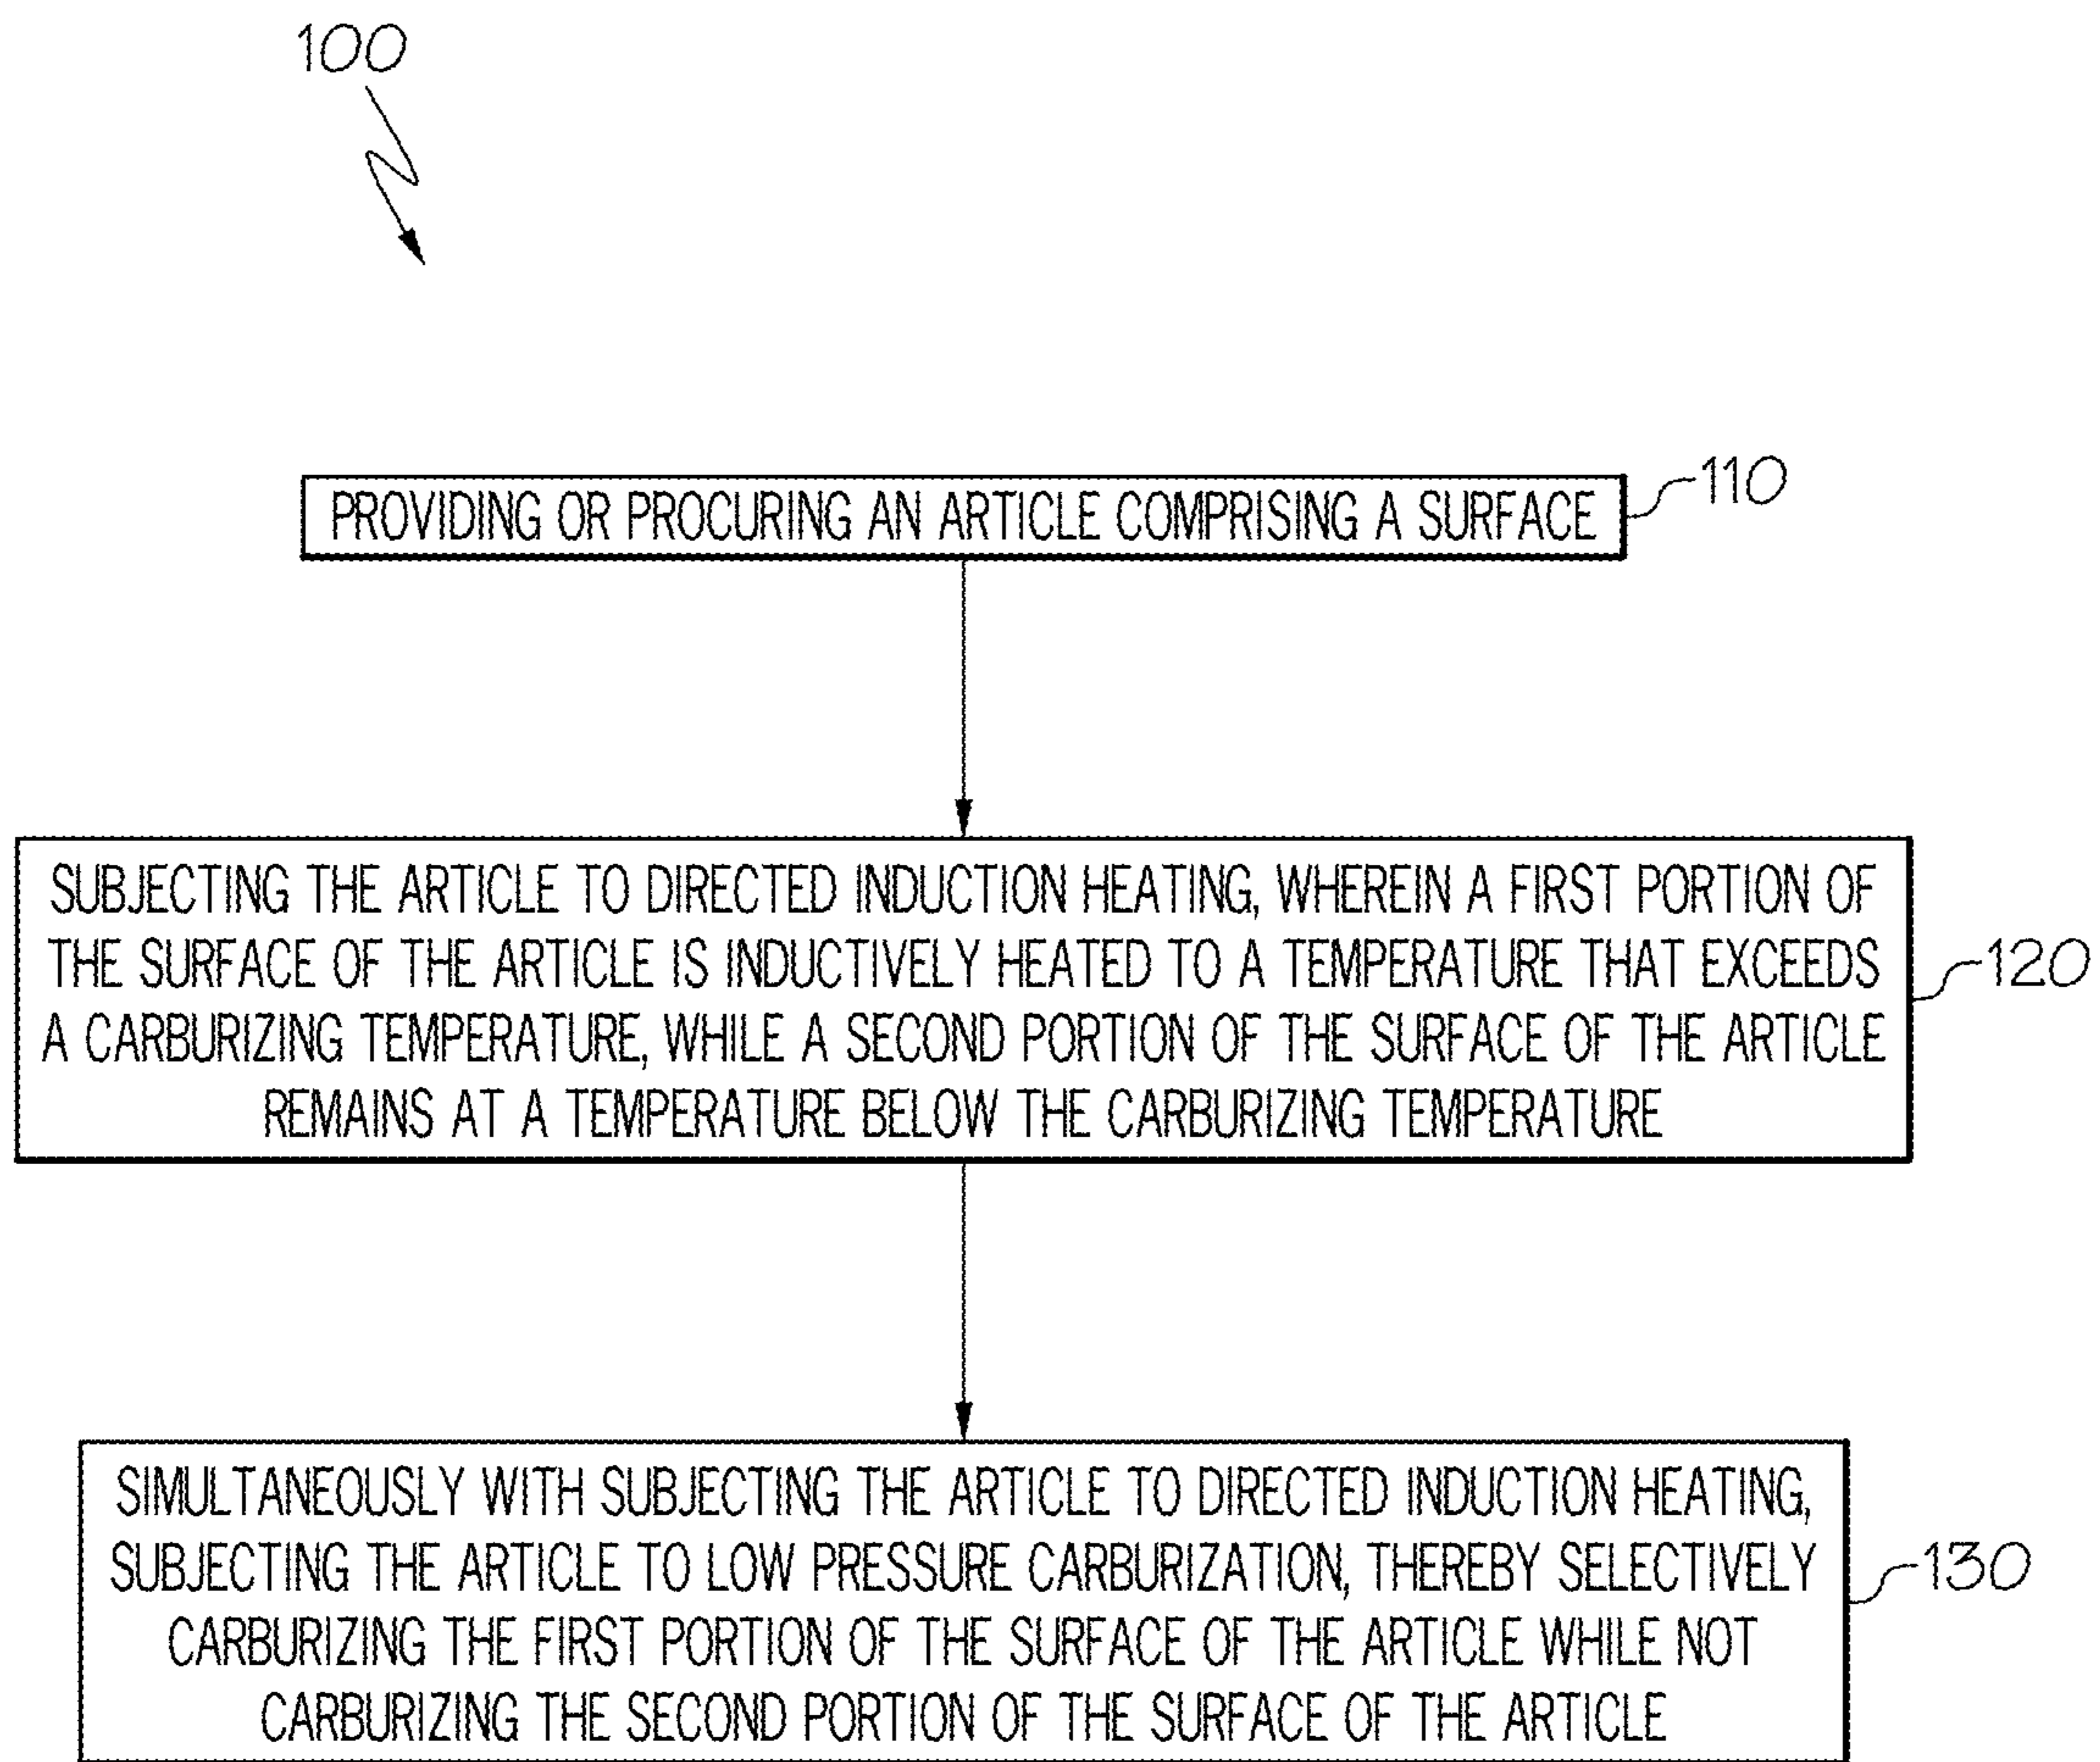 100
PROVIDING OR PROCURING AN ARTICLE COMPRISING A SURFACE
110
SUBJECTING THE ARTICLE TO DIRECTED INDUCTION HEATING, WHEREIN A FIRST PORTION OF
THE SURFACE OF THE ARTICLE IS INDUCTIVELY HEATED TO A TEMPERATURE THAT EXCEEDS
A CARBURIZING TEMPERATURE, WHILE A SECOND PORTION OF THE SURFACE OF THE ARTICLE
REMAINS AT A TEMPERATURE BELOW THE CARBURIZING TEMPERATURE
120
SIMULTANEOUSLY WITH SUBJECTING THE ARTICLE TO DIRECTED INDUCTION HEATING,
SUBJECTING THE ARTICLE TO LOW PRESSURE CARBURIZATION, THEREBY SELECTIVELY
CARBURIZING THE FIRST PORTION OF THE SURFACE OF THE ARTICLE WHILE NOT
CARBURIZING THE SECOND PORTION OF THE SURFACE OF THE ARTICLE
130